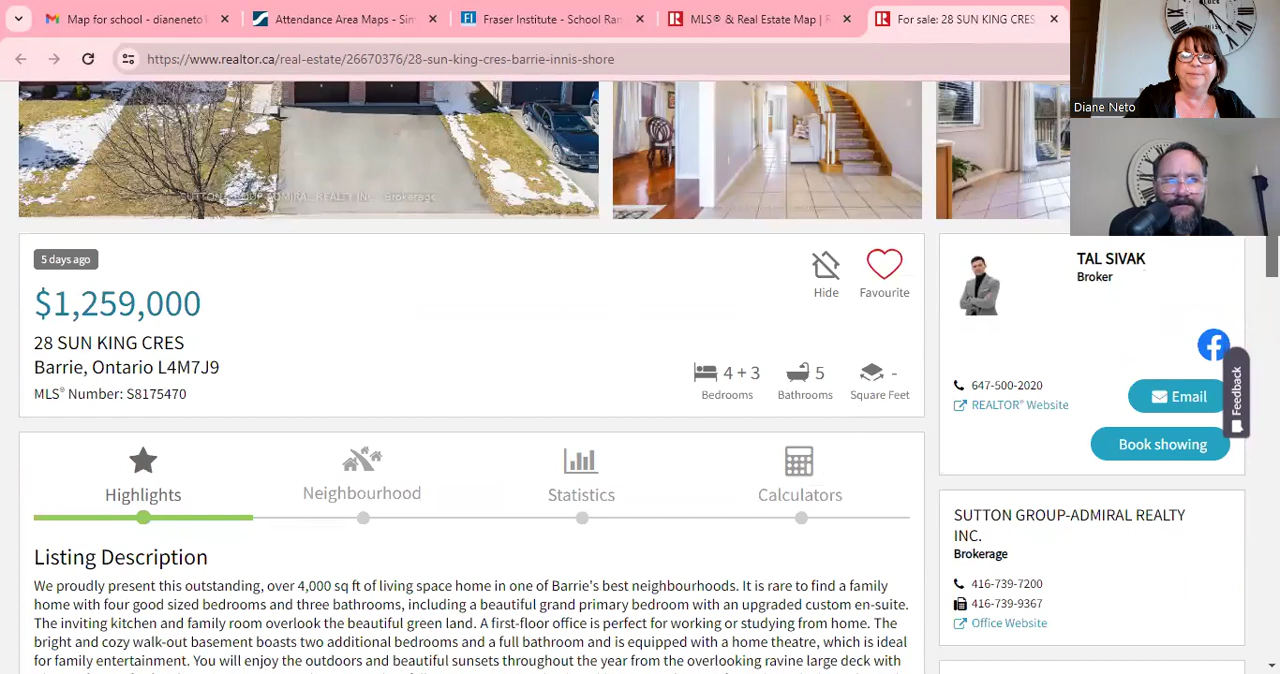 Map for school - dianeneto1
Attendance Area Maps - Sim
Fraser Institute - School Ran
MLS® & Real Estate Map | R
For sale: 28 SUN KING CRES
https://www.realtor.ca/real-estate/26670376/28-sun-king-cres-barrie-innis-shore
Diane Neto
SUTTON GROUP-ADMIRAL REALTY INC. Brokerage
5 days ago
$1,259,000
28 SUN KING CRES
Barrie, Ontario L4M7J9
MLS® Number: S8175470
Hide
Favourite
4 + 3
5
-
Bedrooms
Bathrooms
Square Feet
TAL SIVAK
Broker
647-500-2020
REALTOR® Website
Email
Book showing
Feedback
Highlights
Neighbourhood
Statistics
Calculators
SUTTON GROUP-ADMIRAL REALTY
INC.
Brokerage
416-739-7200
416-739-9367
Office Website
Listing Description
We proudly present this outstanding, over 4,000 sq ft of living space home in one of Barrie's best neighbourhoods. It is rare to find a family
home with four good sized bedrooms and three bathrooms, including a beautiful grand primary bedroom with an upgraded custom en-suite.
The inviting kitchen and family room overlook the beautiful green land. A first-floor office is perfect for working or studying from home. The
bright and cozy walk-out basement boasts two additional bedrooms and a full bathroom and is equipped with a home theatre, which is ideal
for family entertainment. You will enjoy the outdoors and beautiful sunsets throughout the year from the overlooking ravine large deck with